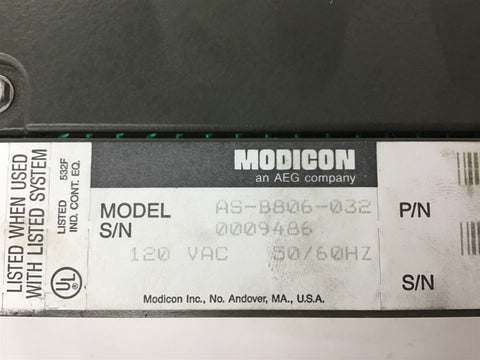 LISTED WHEN USED
WITH LISTED SYSTEM
LISTED 532F
IND. CONT. EQ.
UL
MODICON
an AEG company
MODEL AS-B806-032
S/N 0009486
120 VAC 50/60HZ
Modicon Inc., No. Andover, MA., U.S.A.
P/N
S/N